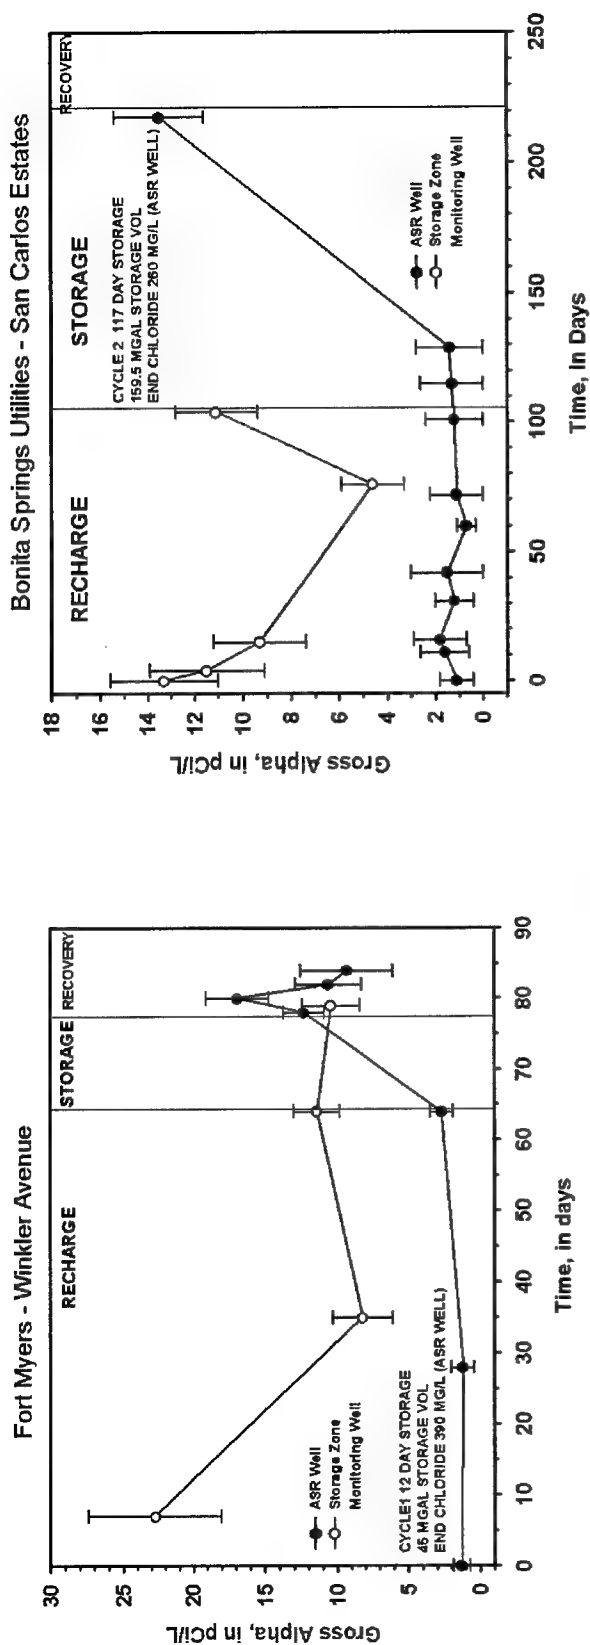 Fort Myers - Winkler Avenue
30
25
20
15
10
5
0
Gross Alpha, in pCi/L
RECHARGE
STORAGE
RECOVERY
ASR Well
Storage Zone
Monitoring Well
CYCLE1 12 DAY STORAGE
45 MGAL STORAGE VOL
END CHLORIDE 390 MG/L (ASR WELL)
0 10 20 30 40 50 60 70 80 90
Time, in days
Bonita Springs Utilities - San Carlos Estates
18
16
14
12
10
8
6
4
2
0
Gross Alpha, in pCi/L
RECHARGE
STORAGE
RECOVERY
CYCLE 2 117 DAY STORAGE
159.5 MGAL STORAGE VOL
END CHLORIDE 260 MG/L (ASR WELL)
ASR Well
Storage Zone
Monitoring Well
0 50 100 150 200 250
Time, In Days